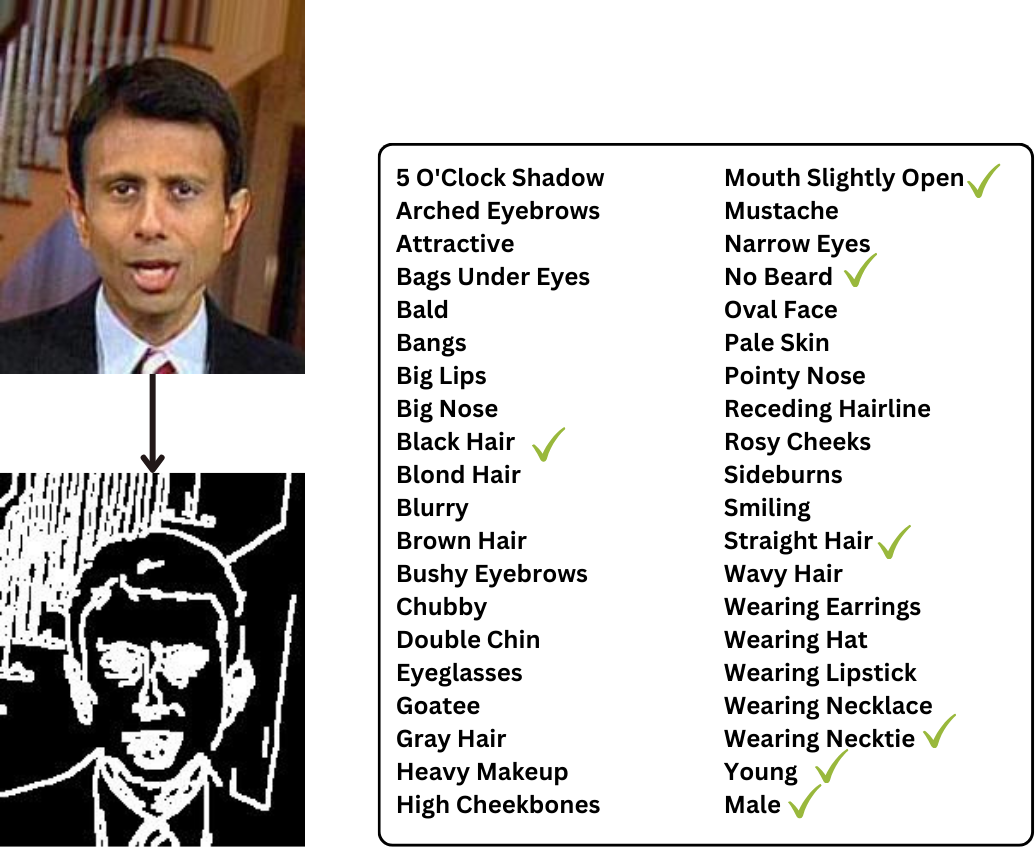 5 O'Clock Shadow
Arched Eyebrows
Attractive
Bags Under Eyes
Bald
Bangs
Big Lips
Big Nose
Black Hair
Blond Hair
Blurry
Brown Hair
Bushy Eyebrows
Chubby
Double Chin
Eyeglasses
Goatee
Gray Hair
Heavy Makeup
High Cheekbones
Mouth Slightly Open
Mustache
Narrow Eyes
No Beard
Oval Face
Pale Skin
Pointy Nose
Receding Hairline
Rosy Cheeks
Sideburns
Smiling
Straight Hair
Wavy Hair
Wearing Earrings
Wearing Hat
Wearing Lipstick
Wearing Necklace
Wearing Necktie
Young
Male